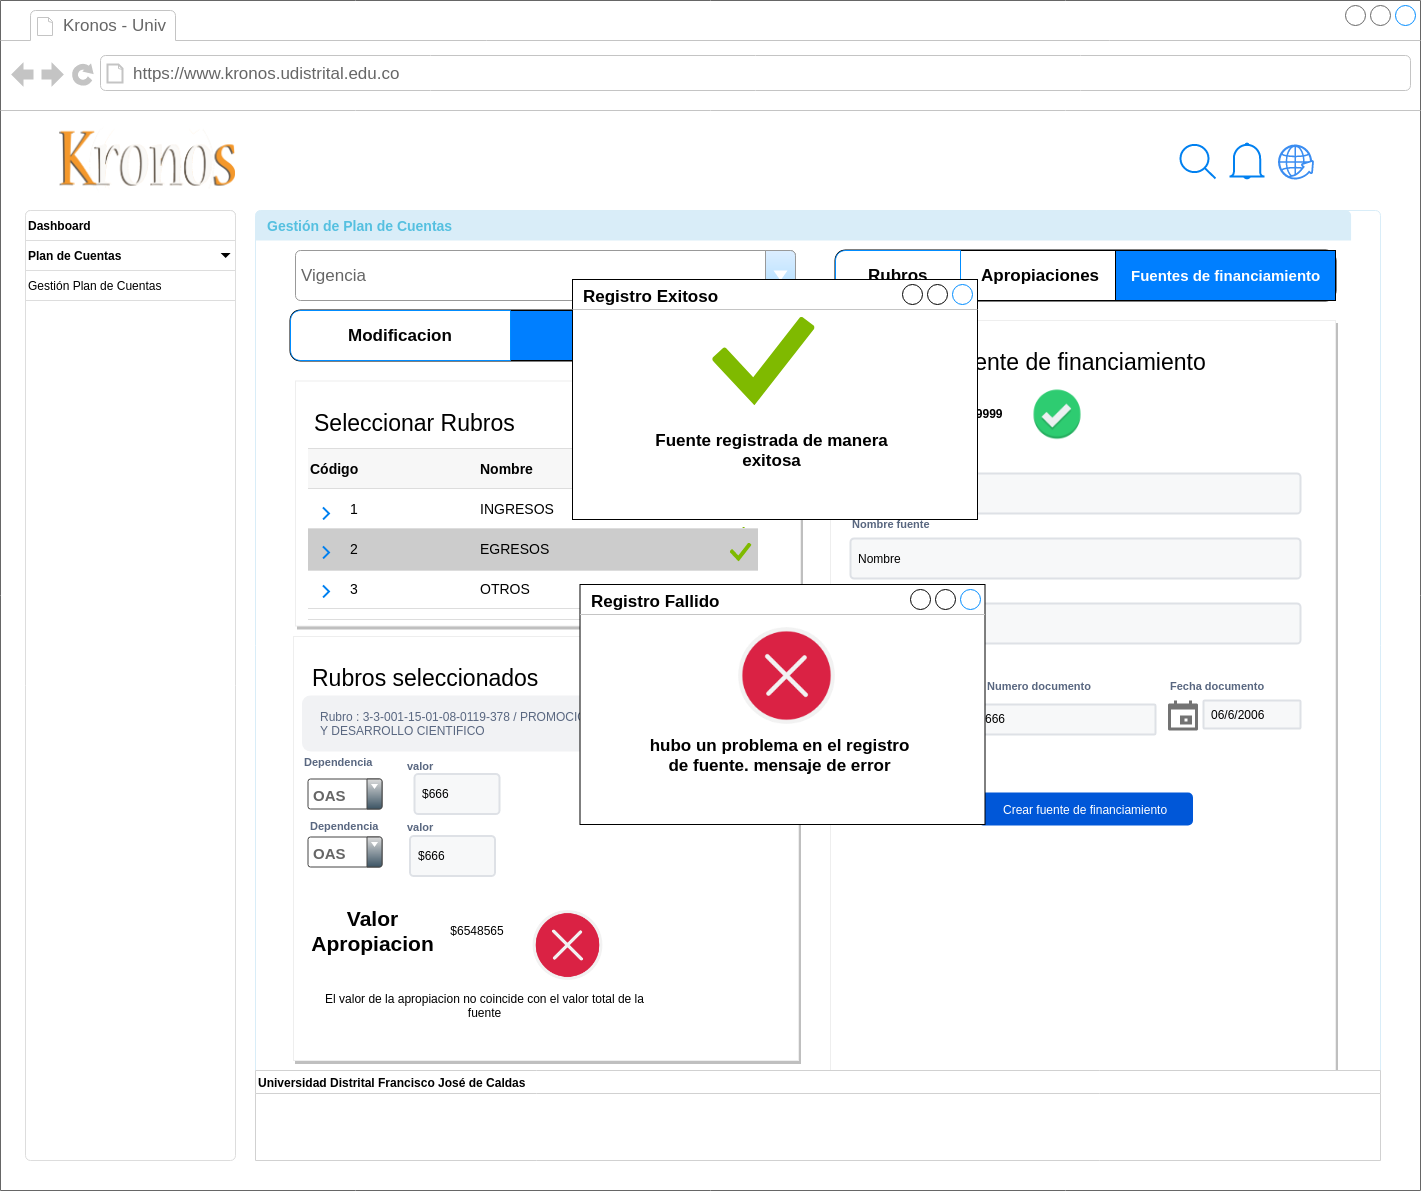 Kronos - Univ
https://www.kronos.udistrital.edu.co
Kronos
Dashboard
Plan de Cuentas
Gestión Plan de Cuentas
Gestión de Plan de Cuentas
Vigencia
Rubros
Apropiaciones
Fuentes de financiamiento
Modificacion
Registro Exitoso
Fuente registrada de manera
exitosa
Seleccionar Rubros
Código
Nombre
1
INGRESOS
2
EGRESOS
3
OTROS
de financiamiento
9999
Nombre fuente
Nombre
Registro Fallido
hubo un problema en el registro
de fuente. mensaje de error
Rubros seleccionados
Rubro : 3-3-001-15-01-08-0119-378 /
Y DESARROLLO CIENTIFICO
Dependencia
valor
OAS
$666
Dependencia
valor
OAS
$666
Valor
Apropiacion
$6548565
El valor de la apropiacion no coincide con el valor total de la
fuente
Numero documento
Fecha documento
666
06/6/2006
Crear fuente de financiamiento
Universidad Distrital Francisco José de Caldas